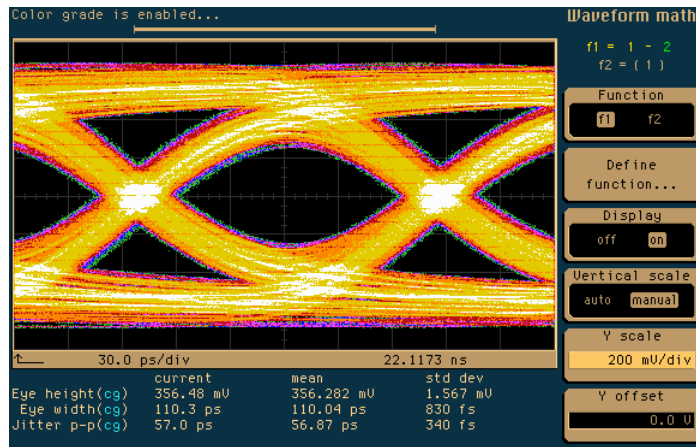 Color grade is enabled...
Waveform math
f1 = 1 - 2
f2 = ( 1 )
Function
f1 f2
Define
function...
Display
off on
Vertical scale
auto manual
Y scale
200 mV/div
Y offset
0.0 V
30.0 ps/div 22.1173 ns
current mean std dev
Eye height(cg) 356.48 mV 356.282 mV 1.567 mV
Eye width(cg) 110.3 ps 110.04 ps 830 fs
Jitter p-p(cg) 57.0 ps 56.87 ps 340 fs